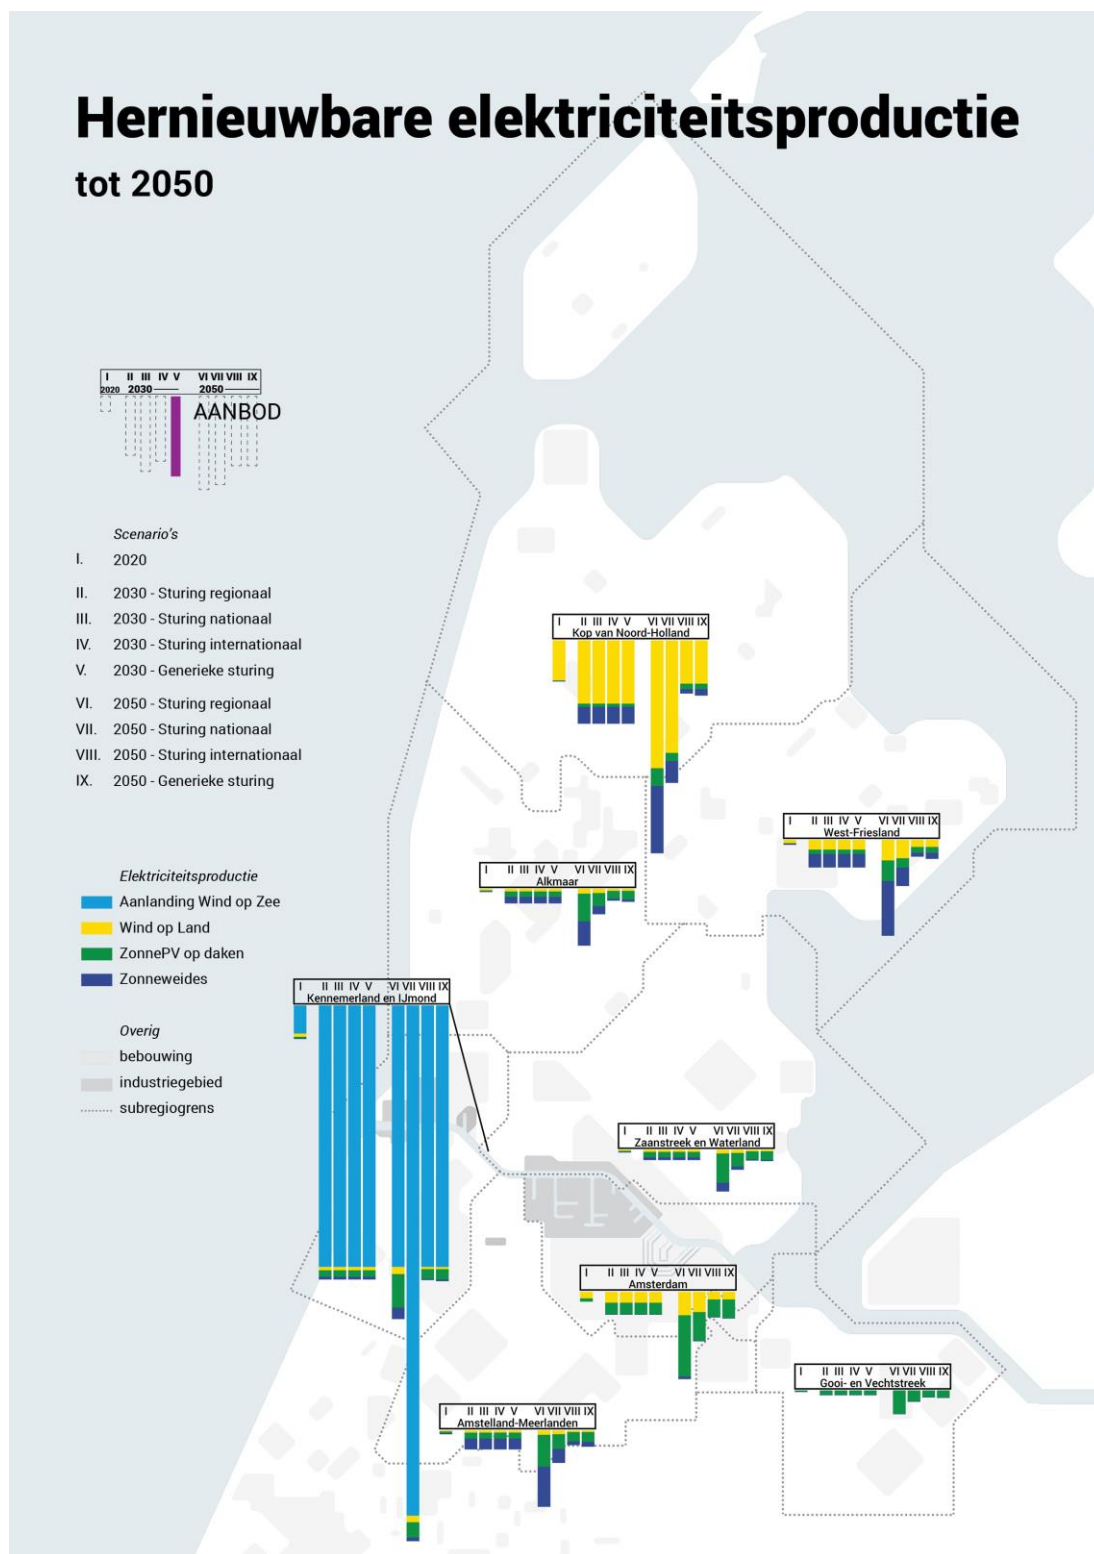 Hernieuwbare elektriciteitsproductie
tot 2050
I II III IV V VI VII VIII IX
2020 2030 2050
AANBOD
Scenario's
I. 2020
II. 2030 - Sturing regionaal
III. 2030 - Sturing nationaal
IV. 2030 - Sturing internationaal
V. 2030 - Generieke sturing
VI. 2050 - Sturing regionaal
VII. 2050 - Sturing nationaal
VIII. 2050 - Sturing internationaal
IX. 2050 - Generieke sturing
I II III IV V VI VII VIII IX
Kop van Noord-Holland
I II III IV V VI VII VIII IX
West-Friesland
I II III IV V VI VII VIII IX
Alkmaar
Elektriciteitsproductie
Aanlanding Wind op Zee
Wind op Land
ZonnePV op daken
Zonneweides
I II III IV V VI VII VIII IX
Kennemerland en IJmond
Overig
bebouwing
industriegebied
subregiogrens
I II III IV V VI VII VIII IX
Zaanstreek en Waterland
I II III IV V VI VII VIII IX
Amsterdam
I II III IV V VI VII VIII IX
Gooi- en Vechtstreek
I II III IV V VI VII VIII IX
Amstelland-Meerlanden